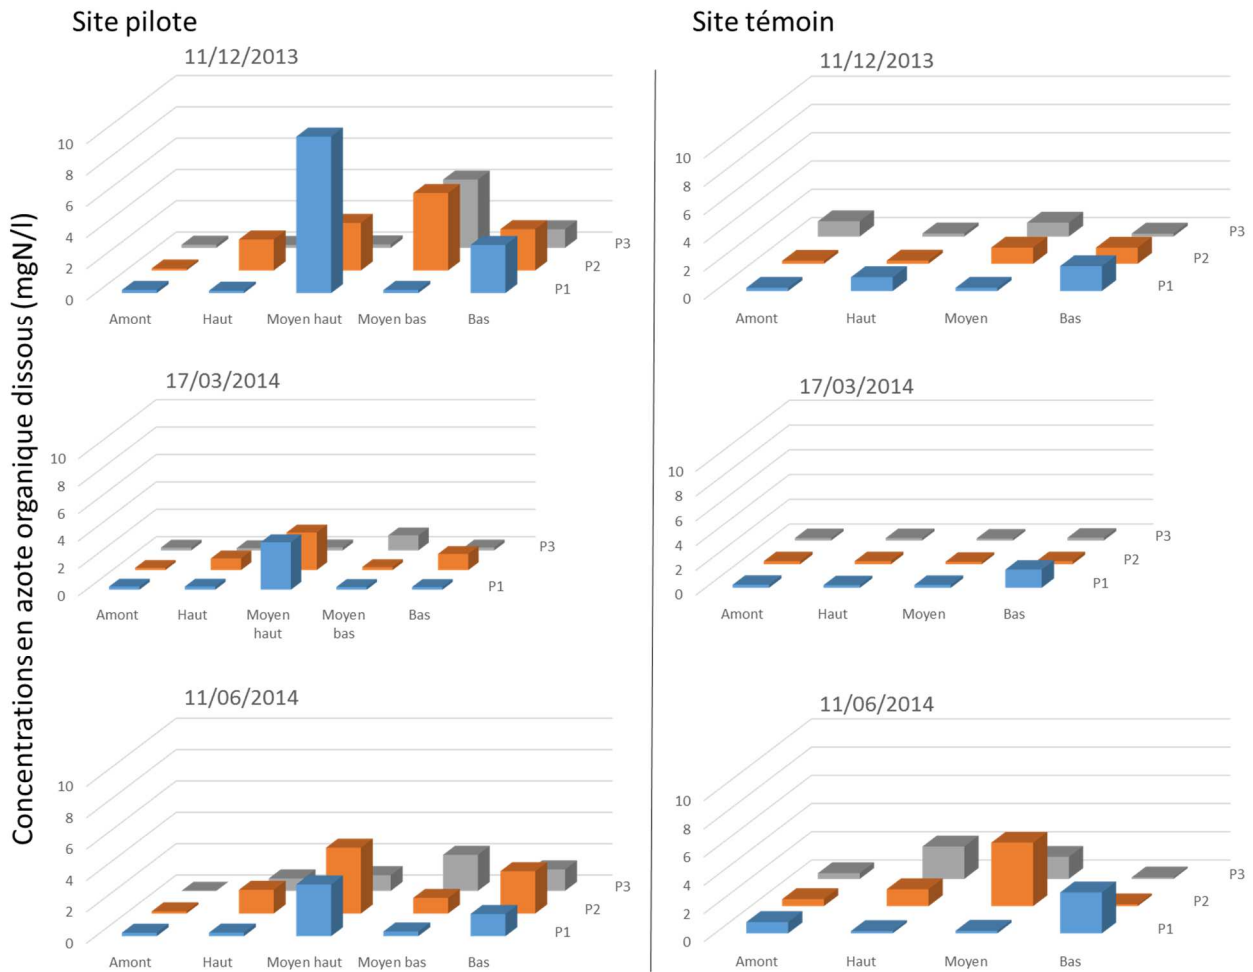 Site pilote
Site témoin
Concentrations en azote organique dissous (mgN/l)
11/12/2013
10
8
6
4
2
0
P3
P2
P1
Amont Haut Moyen haut Moyen bas Bas
11/12/2013
10
8
6
4
2
0
P3
P2
P1
Amont Haut Moyen Bas
17/03/2014
10
8
6
4
2
0
P3
P2
P1
Amont Haut Moyen haut Moyen bas Bas
17/03/2014
10
8
6
4
2
0
P3
P2
P1
Amont Haut Moyen Bas
11/06/2014
10
8
6
4
2
0
P3
P2
P1
Amont Haut Moyen haut Moyen bas Bas
11/06/2014
10
8
6
4
2
0
P3
P2
P1
Amont Haut Moyen Bas